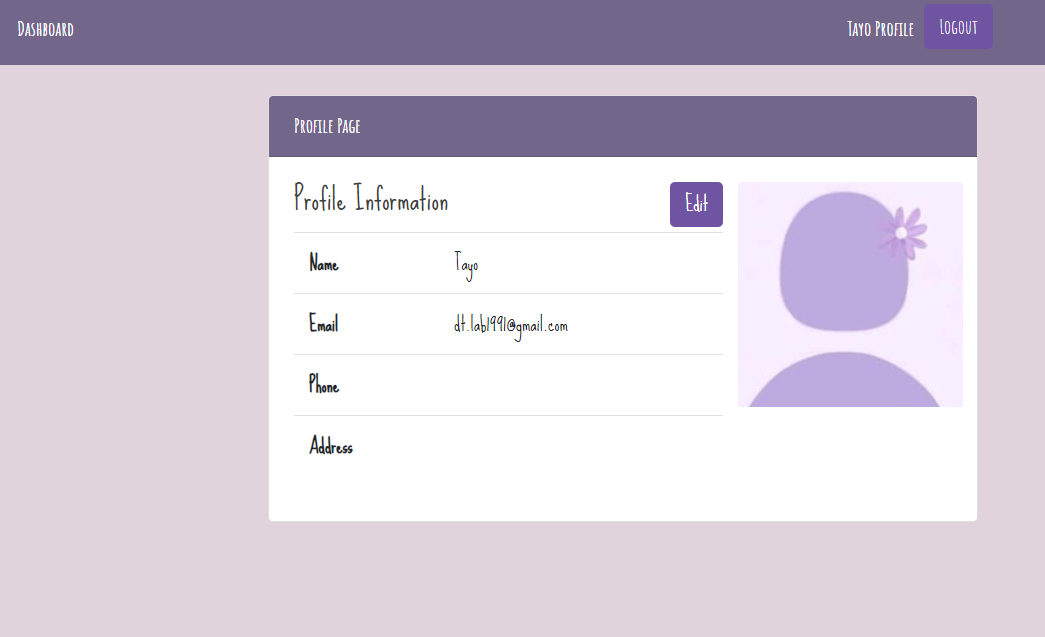 Dashboard
Tayo Profile
Logout
Profile Page
Profile Information
Edit
Name Tayo
Email dt.lab1991@gmail.com
Phone
Address